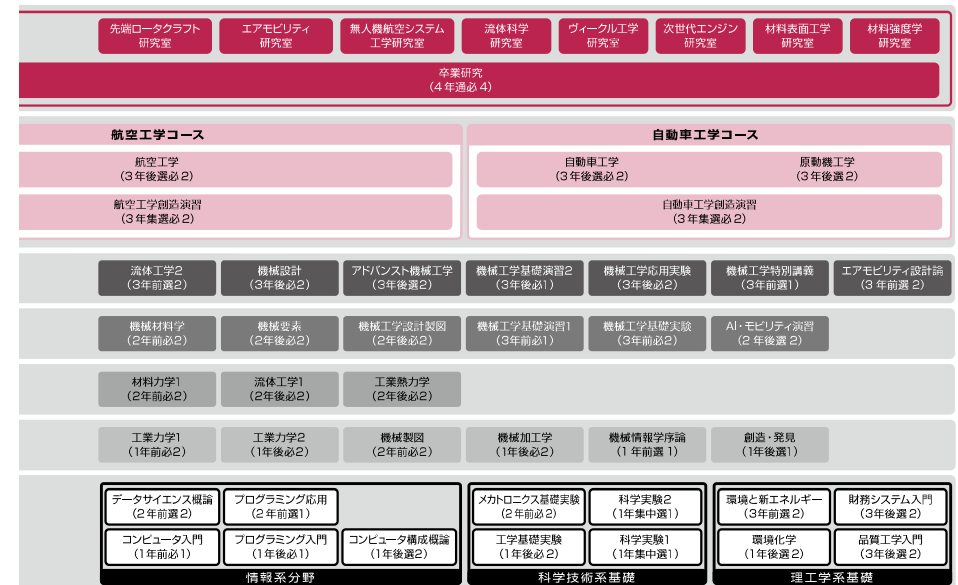 先端ロータクラフト
研究室
エアモビリティ
研究室
無人機航空システム
工学研究室
流体科学
研究室
ヴィークル工学
研究室
次世代エンジン
研究室
材料表面工学
研究室
材料強度学
研究室
卒業研究
（4年通必4）
航空工学コース
航空工学
（3年後選必2）
航空工学創造演習
（3年集選必2）
自動車工学コース
自動車工学
（3年後選必2）
原動機工学
（3年後選2）
自動車工学創造演習
（3年集選必2）
流体工学2
（3年前選2）
機械設計
（3年後必2）
アドバンスト機械工学
（3年後選2）
機械工学基礎演習2
（3年後必1）
機械工学応用実験
（3年後必2）
機械工学特別講義
（3年前選1）
エアモビリティ設計論
（3年前選2）
機械材料学
（2年前必2）
機械要素
（2年後必2）
機械工学設計製図
（2年後必2）
機械工学基礎演習1
（3年前必1）
機械工学基礎実験
（3年前必2）
AI・モビリティ演習
（2年後選2）
材料力学1
（2年前必2）
流体工学1
（2年後必2）
工業熱力学
（2年後必2）
工業力学1
（1年前必2）
工業力学2
（1年後必2）
機械製図
（2年前必2）
機械加工学
（1年後必2）
機械情報学序論
（1年前選1）
創造・発見
（1年後選1）
データサイエンス概論
（2年前選2）
プログラミング応用
（2年前選1）
コンピュータ入門
（1年前必1）
プログラミング入門
（1年後必1）
コンピュータ構成概論
（1年後選2）
情報系分野
メカトロニクス基礎実験
（2年前必2）
科学実験2
（1年集中選1）
工学基礎実験
（1年後必2）
科学実験1
（1年集中選1）
科学技術系基礎
環境と新エネルギー
（3年前選2）
財務システム入門
（3年後選2）
環境化学
（1年後選2）
品質工学入門
（3年後選2）
理工学系基礎